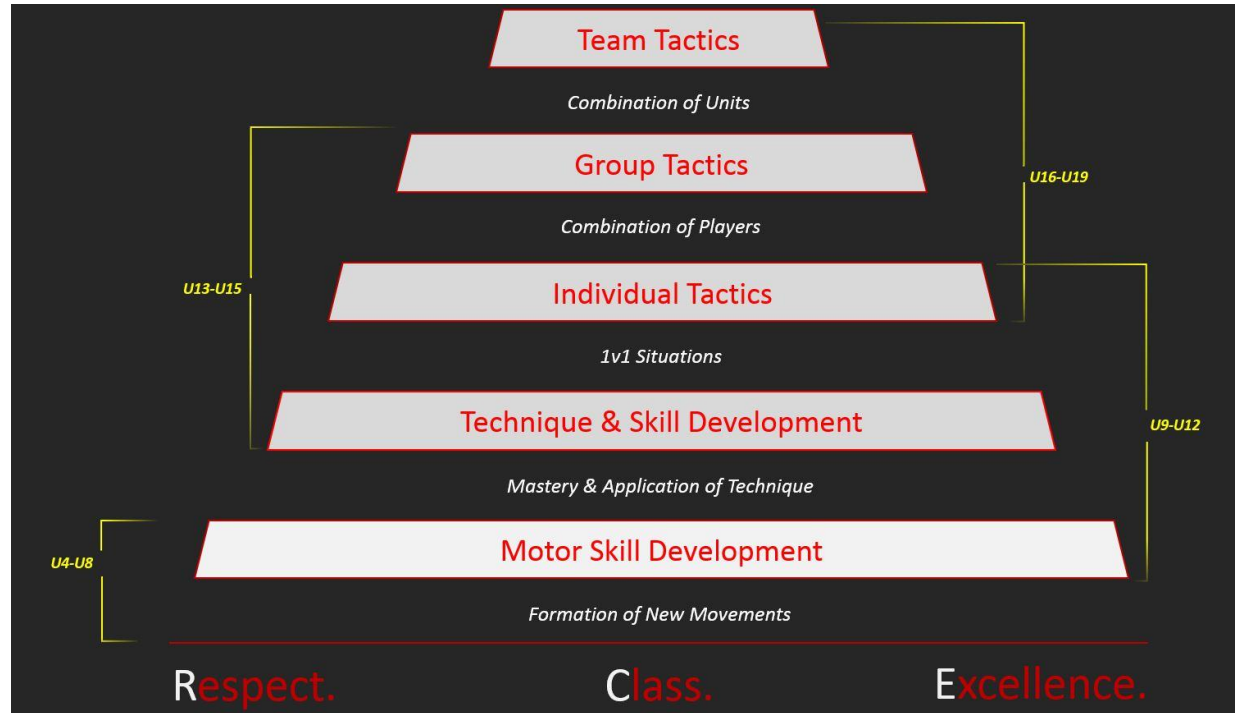 Team Tactics
Combination of Units
Group Tactics
U16-U19
Combination of Players
U13-U15
Individual Tactics
1v1 Situations
Technique & Skill Development
U9-U12
Mastery & Application of Technique
Motor Skill Development
U4-U8
Formation of New Movements
Respect. Class. Excellence.